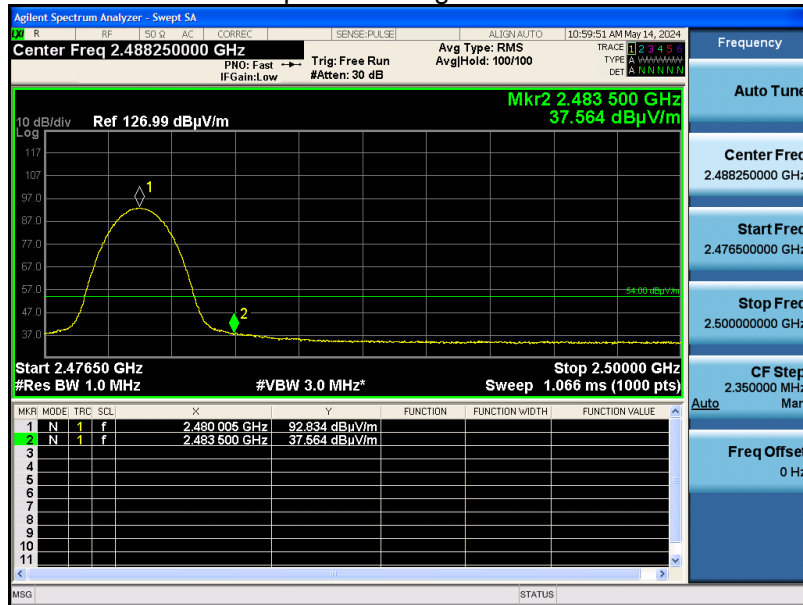 Agilent Spectrum Analyzer - Swept SA
LXI R RF 50 Ω AC CORREC SENSE:PULSE ALIGN AUTO 10:59:51 AM May 14, 2024
Center Freq 2.488250000 GHz
PNO: Fast
IFGain:Low
Trig: Free Run
#Atten: 30 dB
Avg Type: RMS
Avg|Hold: 100/100
TRACE 1 2 3 4 5 6
TYPE A WWWWW
DET A N N N N N
Mkr2 2.483 500 GHz
37.564 dBµV/m
10 dB/div Ref 126.99 dBµV/m
Log
117
107
97.0
87.0
77.0
67.0
57.0
47.0
37.0
1
2
54.00 dBµV/m
Start 2.47650 GHz Stop 2.50000 GHz
#Res BW 1.0 MHz #VBW 3.0 MHz* Sweep 1.066 ms (1000 pts)
MKR MODE TRC SCL X Y FUNCTION FUNCTION WIDTH FUNCTION VALUE
1 N 1 f 2.480 005 GHz 92.834 dBµV/m
2 N 1 f 2.483 500 GHz 37.564 dBµV/m
3
4
5
6
7
8
9
10
11
MSG STATUS
Frequency
Auto Tune
Center Freq
2.488250000 GHz
Start Freq
2.476500000 GHz
Stop Freq
2.500000000 GHz
CF Step
2.350000 MHz
Auto Man
Freq Offset
0 Hz